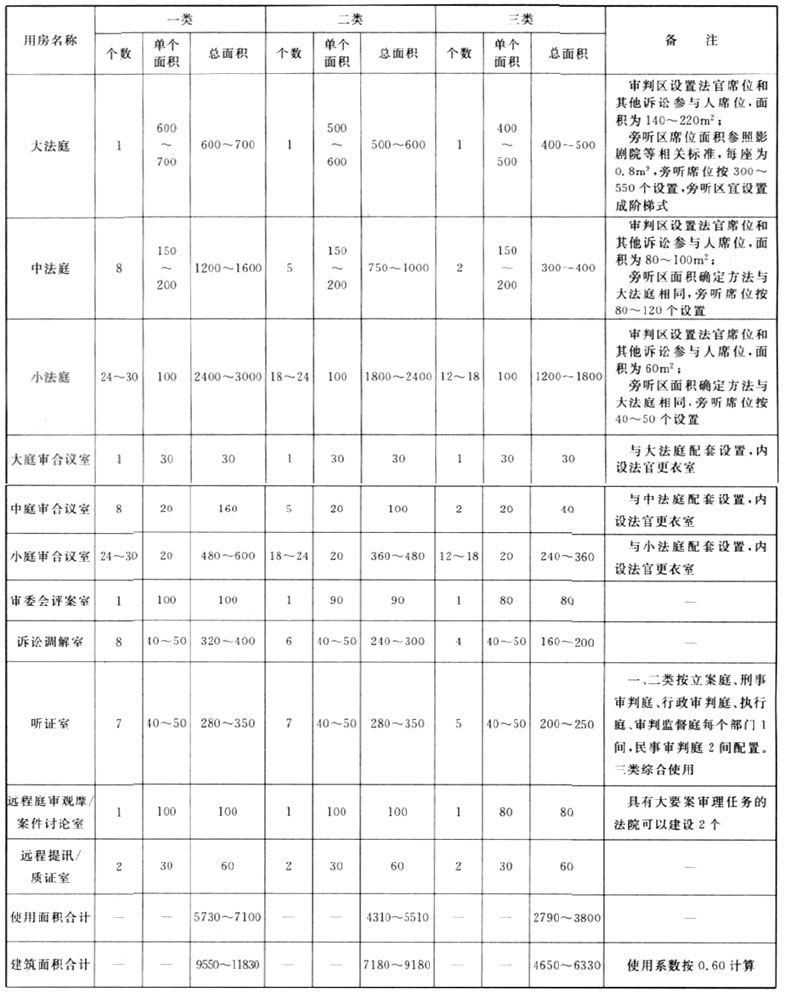 用房名称 一类 二类 三类 备 注
个数 单个面积 总面积 个数 单个面积 总面积 个数 单个面积 总面积
大法庭 1 600～700 600～700 1 500～600 500～600 1 400～500 400～500
审判区设置法官席位和
其他诉讼参与人席位，面
积为140～220m²；
旁听区席位面积参照影
剧院等相关标准，每座为
0.8m²，旁听席位按300～
550个设置，旁听区宜设置
成阶梯式
中法庭 8 150～200 1200～1600 5 150～200 750～1000 2 150～200 300～400
审判区设置法官席位和
其他诉讼参与人席位，面
积为80～100m²；
旁听区面积确定方法与
大法庭相同，旁听席位按
80～120个设置
小法庭 24～30 100 2400～3000 18～24 100 1800～2400 12～18 100 1200～1800
审判区设置法官席位和
其他诉讼参与人席位，面
积为60m²；
旁听区面积确定方法与
大法庭相同，旁听席位按
40～50个设置
大庭审合议室 1 30 30 1 30 30 1 30 30
与大法庭配套设置，内
设法官更衣室
中庭审合议室 8 20 160 5 20 100 2 20 40
与中法庭配套设置，内
设法官更衣室
小庭审合议室 24～30 20 480～600 18～24 20 360～480 12～18 20 240～360
与小法庭配套设置，内
设法官更衣室
审委会评案室 1 100 100 1 90 90 1 80 80 —
诉讼调解室 8 40～50 320～400 6 40～50 240～300 4 40～50 160～200 —
听证室 7 40～50 280～350 7 40～50 280～350 5 40～50 200～250
一、二类按立案庭、刑事
审判庭、行政审判庭、执行
庭、审判监督庭每个部门1
间，民事审判庭2间配置。
三类综合使用
远程庭审观摩/
案件讨论室 1 100 100 1 100 100 1 80 80
具有大要案审理任务的
法院可以建设2个
远程提讯/
质证室 2 30 60 2 30 60 2 30 60 —
使用面积合计 — — 5730～7100 — — 4310～5510 — — 2790～3800 —
建筑面积合计 — — 9550～11830 — — 7180～9180 — — 4650～6330 使用系数按0.60计算